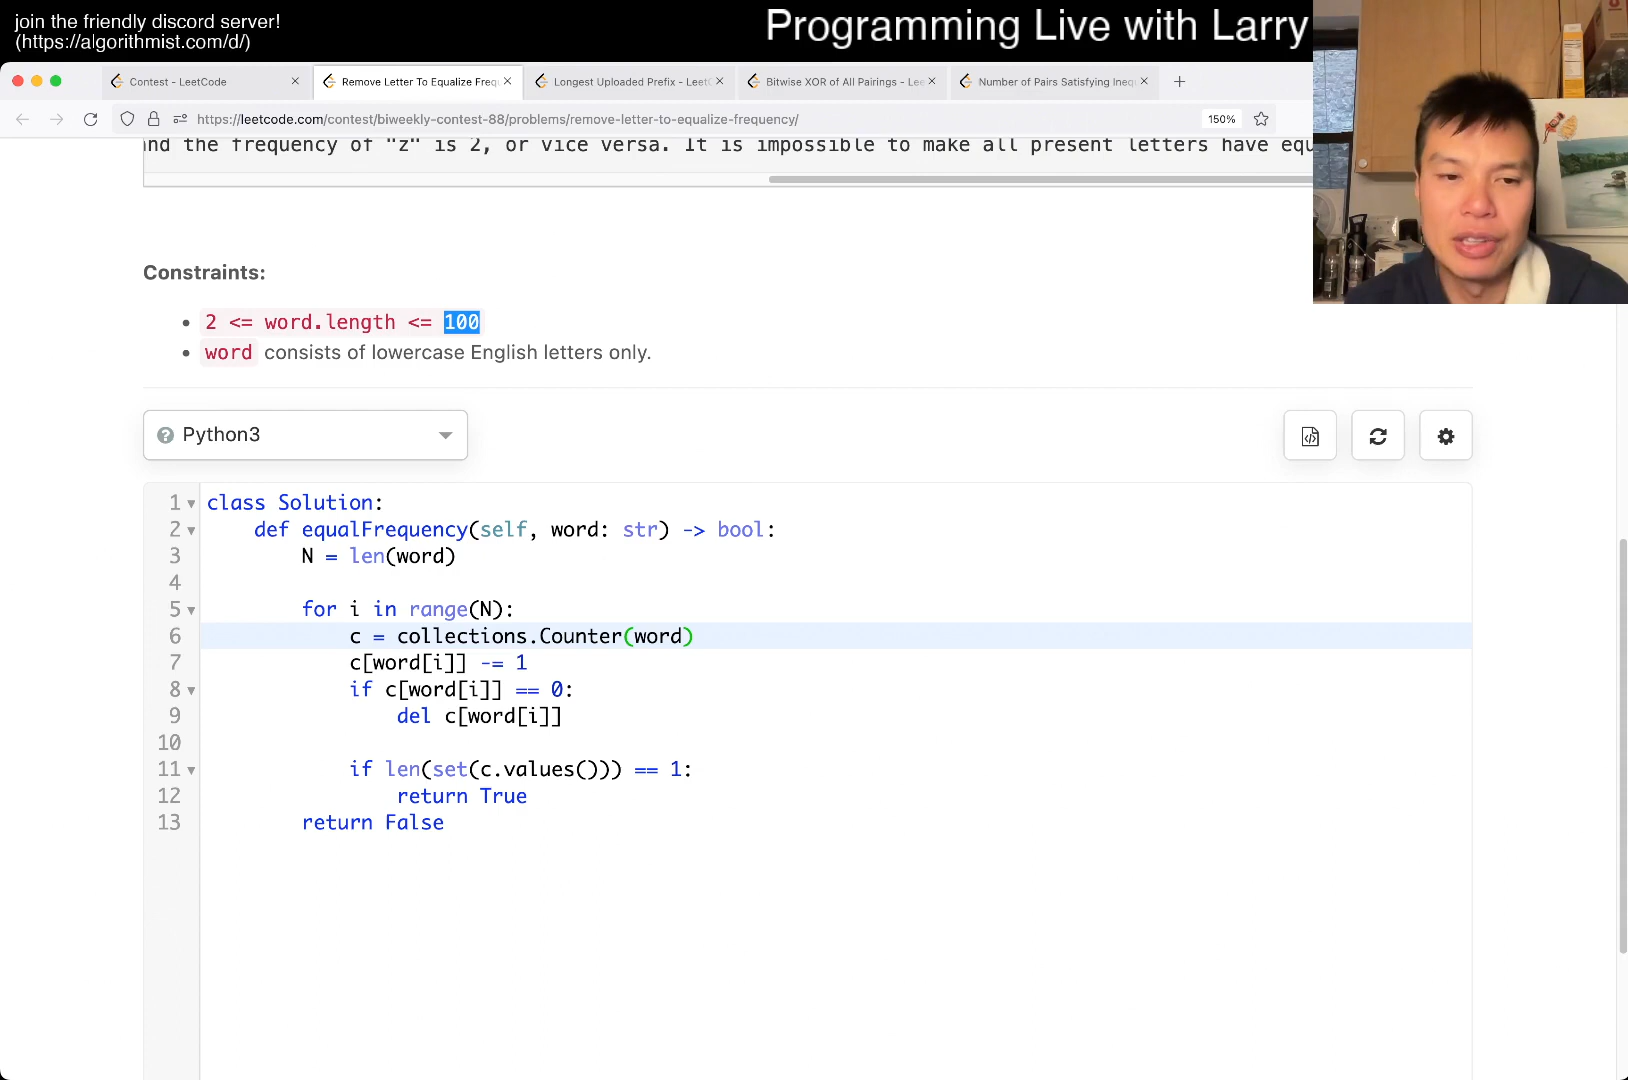 join the friendly discord server!
(https://algorithmist.com/d/)
Programming Live with Larry
Contest - LeetCode
Remove Letter To Equalize Freq
Longest Uploaded Prefix - Leet
Bitwise XOR of All Pairings - Lee
Number of Pairs Satisfying Ineq
https://leetcode.com/contest/biweekly-contest-88/problems/remove-letter-to-equalize-frequency/
150%
and the frequency of "z" is 2, or vice versa. It is impossible to make all present letters have equ
Constraints:
2 <= word.length <= 100
word consists of lowercase English letters only.
Python3
1 class Solution:
2 def equalFrequency(self, word: str) -> bool:
3 N = len(word)
4
5 for i in range(N):
6 c = collections.Counter(word)
7 c[word[i]] -= 1
8 if c[word[i]] == 0:
9 del c[word[i]]
10
11 if len(set(c.values())) == 1:
12 return True
13 return False